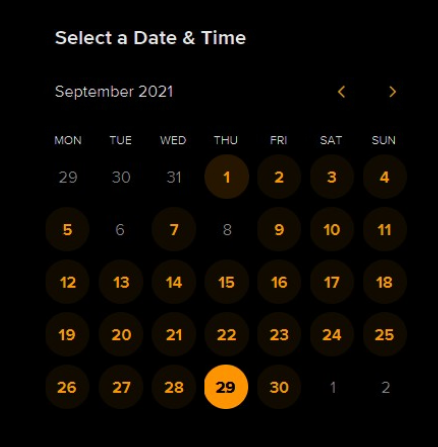 Select a Date & Time
September 2021
MON TUE WED THU FRI SAT SUN
29 30 31 1 2 3 4
5 6 7 8 9 10 11
12 13 14 15 16 17 18
19 20 21 22 23 24 25
26 27 28 29 30 1 2